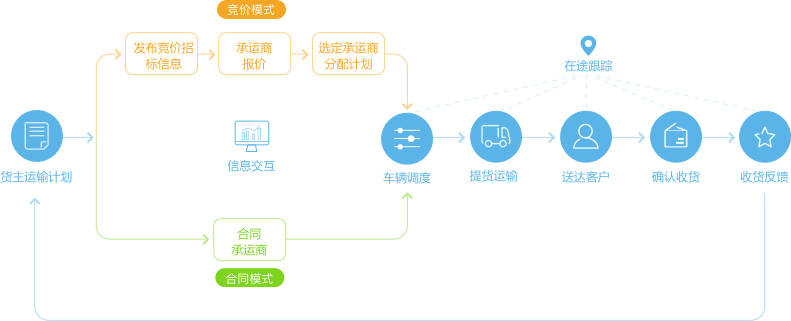 竞价模式
发布竞价招
标信息
承运商
报价
选定承运商
分配计划
在途跟踪
信息交互
货主运输计划
车辆调度
提货运输
送达客户
确认收货
收货反馈
合同
承运商
合同模式